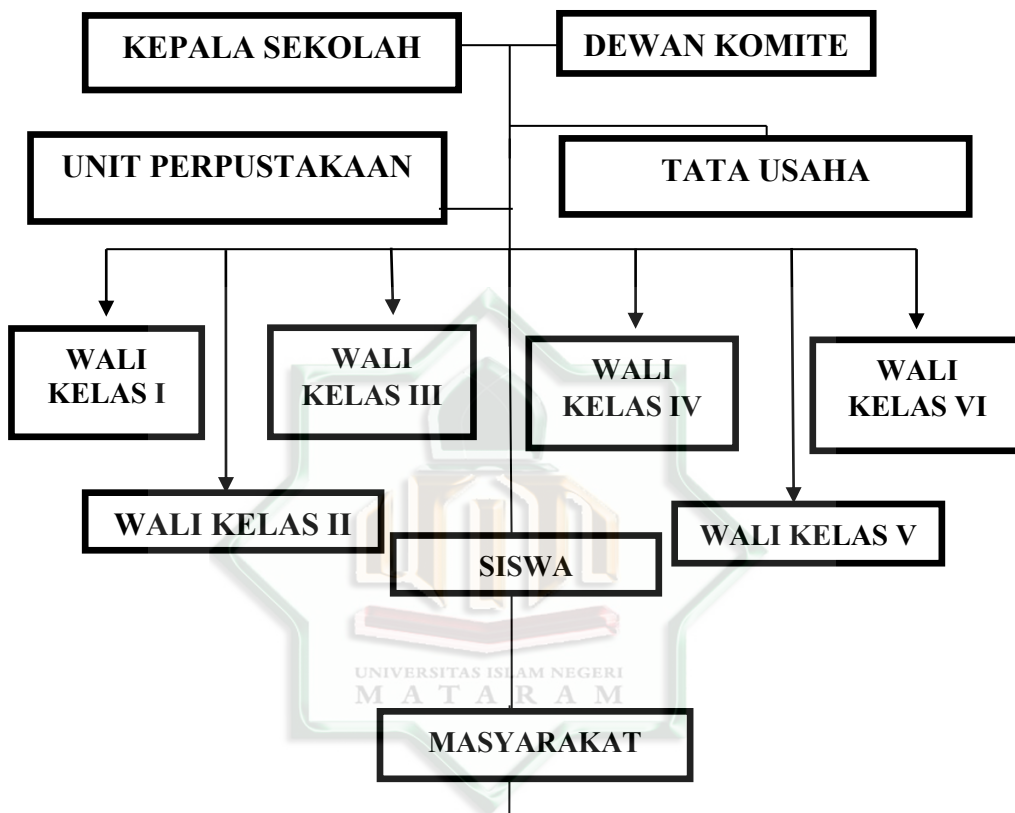 KEPALA SEKOLAH
DEWAN KOMITE
UNIT PERPUSTAKAAN
TATA USAHA
WALI
KELAS I
WALI
KELAS III
WALI
KELAS IV
WALI
KELAS VI
WALI KELAS II
WALI KELAS V
SISWA
UNIVERSITAS ISLAM NEGERI
MATARAM
MASYARAKAT